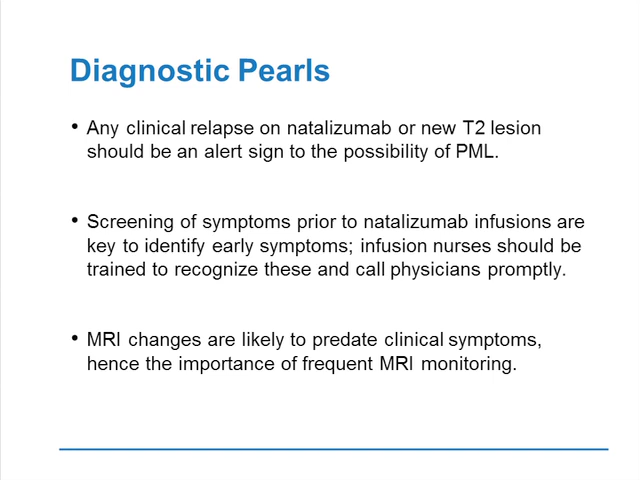 Diagnostic Pearls
• Any clinical relapse on natalizumab or new T2 lesion
should be an alert sign to the possibility of PML.
• Screening of symptoms prior to natalizumab infusions are
key to identify early symptoms; infusion nurses should be
trained to recognize these and call physicians promptly.
• MRI changes are likely to predate clinical symptoms,
hence the importance of frequent MRI monitoring.